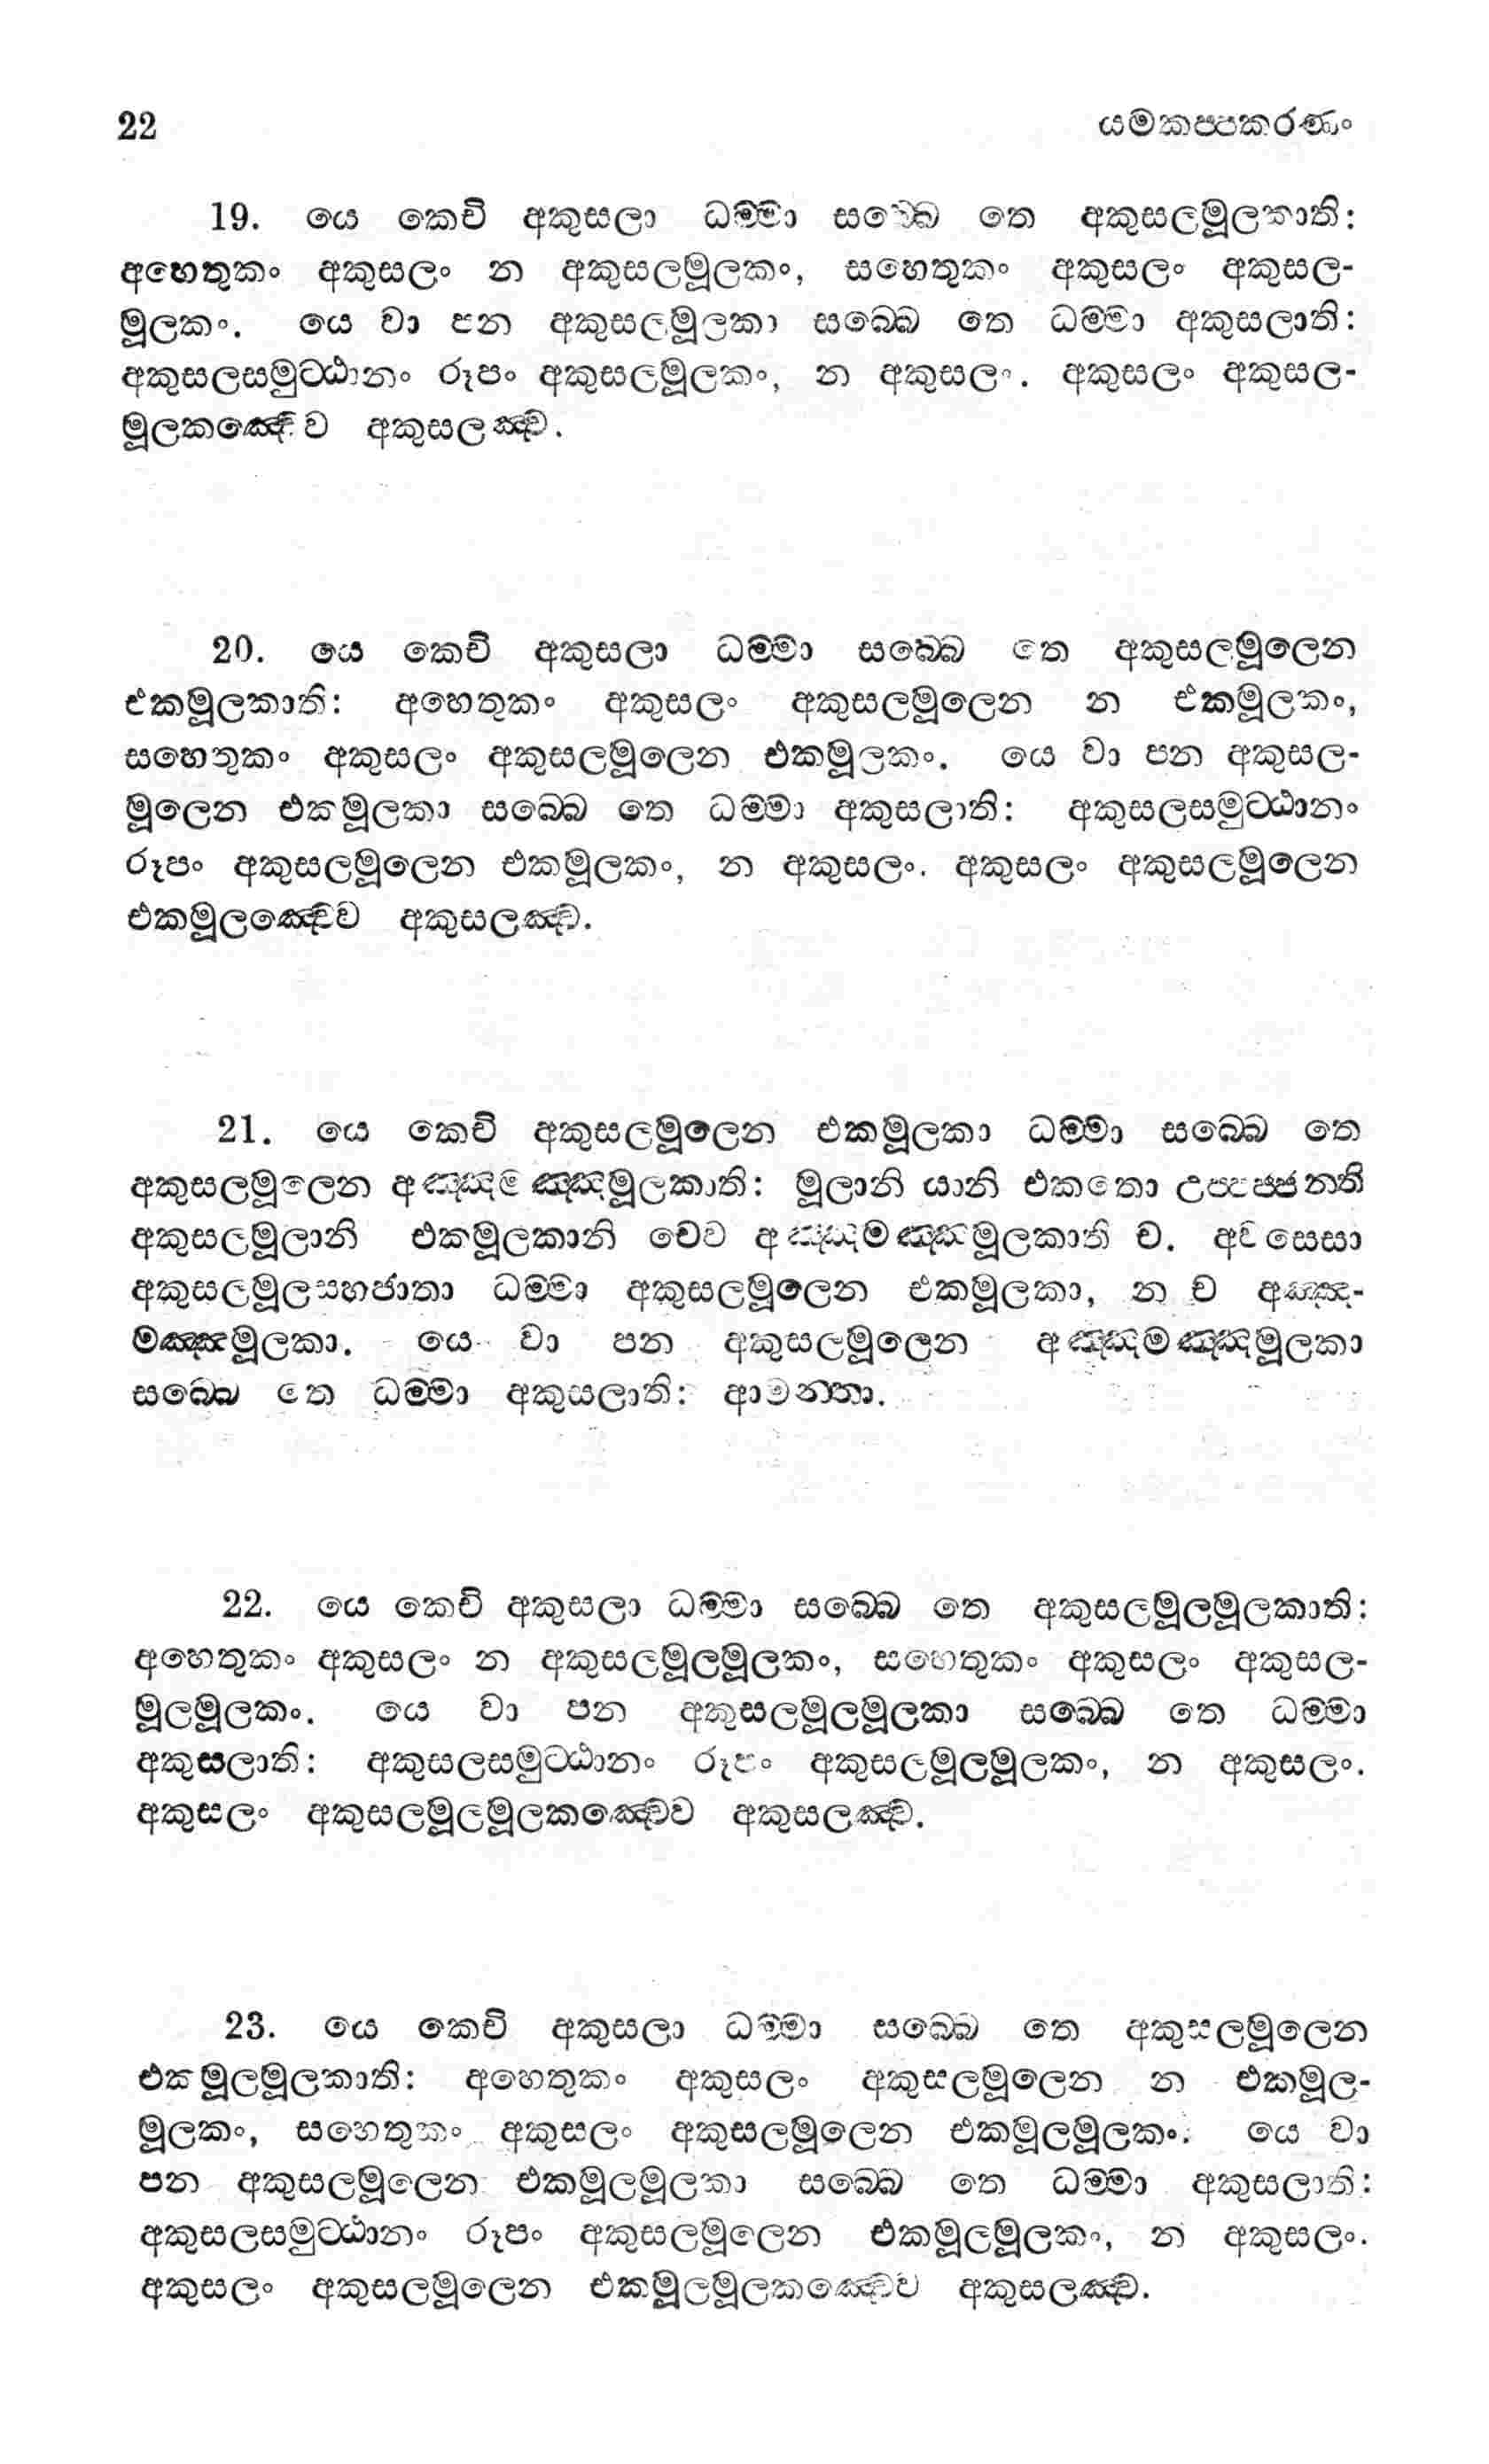 22 යමකප්පකරණං
19. යෙ කෙචි අකුසලා ධම්මා සබ්බෙ තෙ අකුසලමූලකාති:
අහෙතුකං අකුසලං න අකුසලමූලකං, සහෙතුකං අකුසලං අකුසල-
මූලකං. යෙ වා පන අකුසලමූලකා සබ්බෙ තෙ ධම්මා අකුසලාති:
අකුසලසමුට්ඨානං රූපං අකුසලමූලකං, න අකුසලං. අකුසලං අකුසල-
මූලකඤ්චෙව අකුසලඤ්ච.
20. යෙ කෙචි අකුසලා ධම්මා සබ්බෙ තෙ අකුසලමූලෙන
එකමූලකාති: අහෙතුකං අකුසලං අකුසලමූලෙන න එකමූලකං,
සහෙතුකං අකුසලං අකුසලමූලෙන එකමූලකං. යෙ වා පන අකුසල-
මූලෙන එකමූලකා සබ්බෙ තෙ ධම්මා අකුසලාති: අකුසලසමුට්ඨානං
රූපං අකුසලමූලෙන එකමූලකං, න අකුසලං. අකුසලං අකුසලමූලෙන
එකමූලඤ්චෙව අකුසලඤ්ච.
21. යෙ කෙචි අකුසලමූලෙන එකමූලකා ධම්මා සබ්බෙ තෙ
අකුසලමූලෙන අඤ්ඤමඤ්ඤමූලකාති: මූලානි යානි එකතො උප්පජ්ජන්ති
අකුසලමූලානි එකමූලකානි චෙව අඤ්ඤමඤ්ඤමූලකාති ච. අවසෙසා
අකුසලමූලසහජාතා ධම්මා අකුසලමූලෙන එකමූලකා, න ච අඤ්ඤ-
මඤ්ඤමූලකා. යෙ වා පන අකුසලමූලෙන අඤ්ඤමඤ්ඤමූලකා
සබ්බෙ තෙ ධම්මා අකුසලාති: ආමන්තා.
22. යෙ කෙචි අකුසලා ධම්මා සබ්බෙ තෙ අකුසලමූලමූලකාති:
අහෙතුකං අකුසලං න අකුසලමූලමූලකං, සහෙතුකං අකුසලං අකුසල-
මූලමූලකං. යෙ වා පන අකුසලමූලමූලකා සබ්බෙ තෙ ධම්මා
අකුසලාති: අකුසලසමුට්ඨානං රූපං අකුසලමූලමූලකං, න අකුසලං.
අකුසලං අකුසලමූලමූලකඤ්චෙව අකුසලඤ්ච.
23. යෙ කෙචි අකුසලා ධම්මා සබ්බෙ තෙ අකුසලමූලෙන
එකමූලමූලකාති: අහෙතුකං අකුසලං අකුසලමූලෙන න එකමූල-
මූලකං, සහෙතුකං අකුසලං අකුසලමූලෙන එකමූලමූලකං. යෙ වා
පන අකුසලමූලෙන එකමූලමූලකා සබ්බෙ තෙ ධම්මා අකුසලාති:
අකුසලසමුට්ඨානං රූපං අකුසලමූලෙන එකමූලමූලකං, න අකුසලං.
අකුසලං අකුසලමූලෙන එකමූලමූලකඤ්චෙව අකුසලඤ්ච.